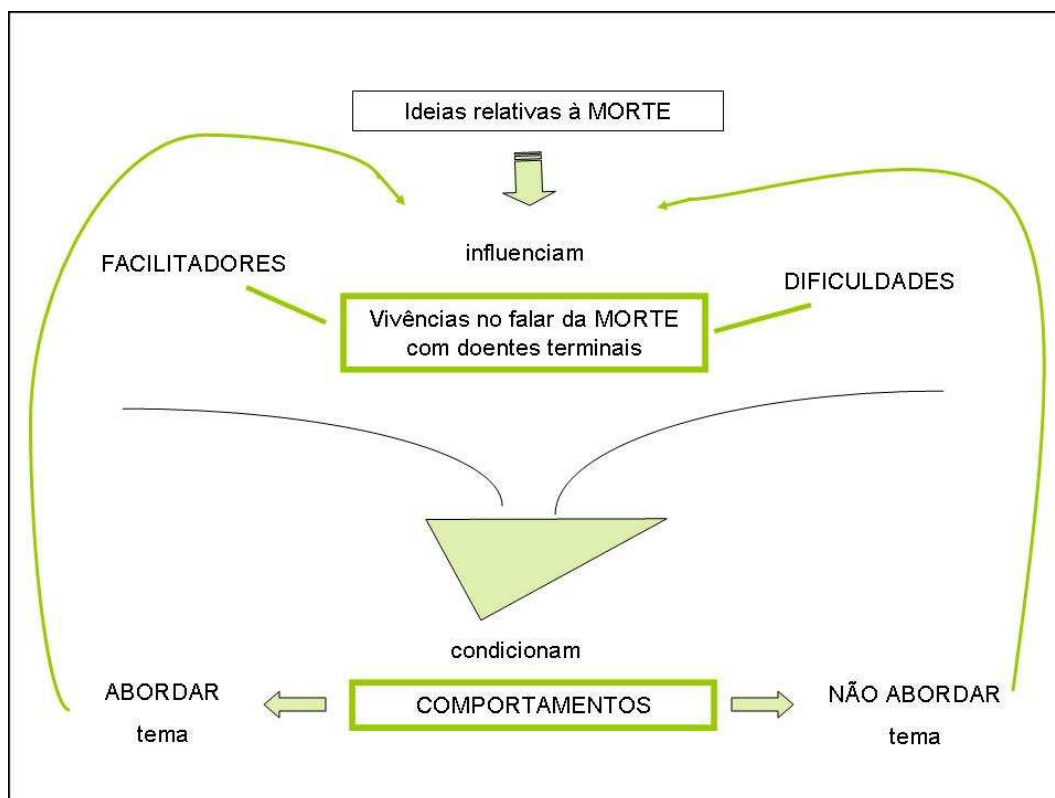 Ideias relativas à MORTE
influenciam
FACILITADORES
DIFICULDADES
Vivências no falar da MORTE
com doentes terminais
condicionam
ABORDAR
tema
COMPORTAMENTOS
NÃO ABORDAR
tema